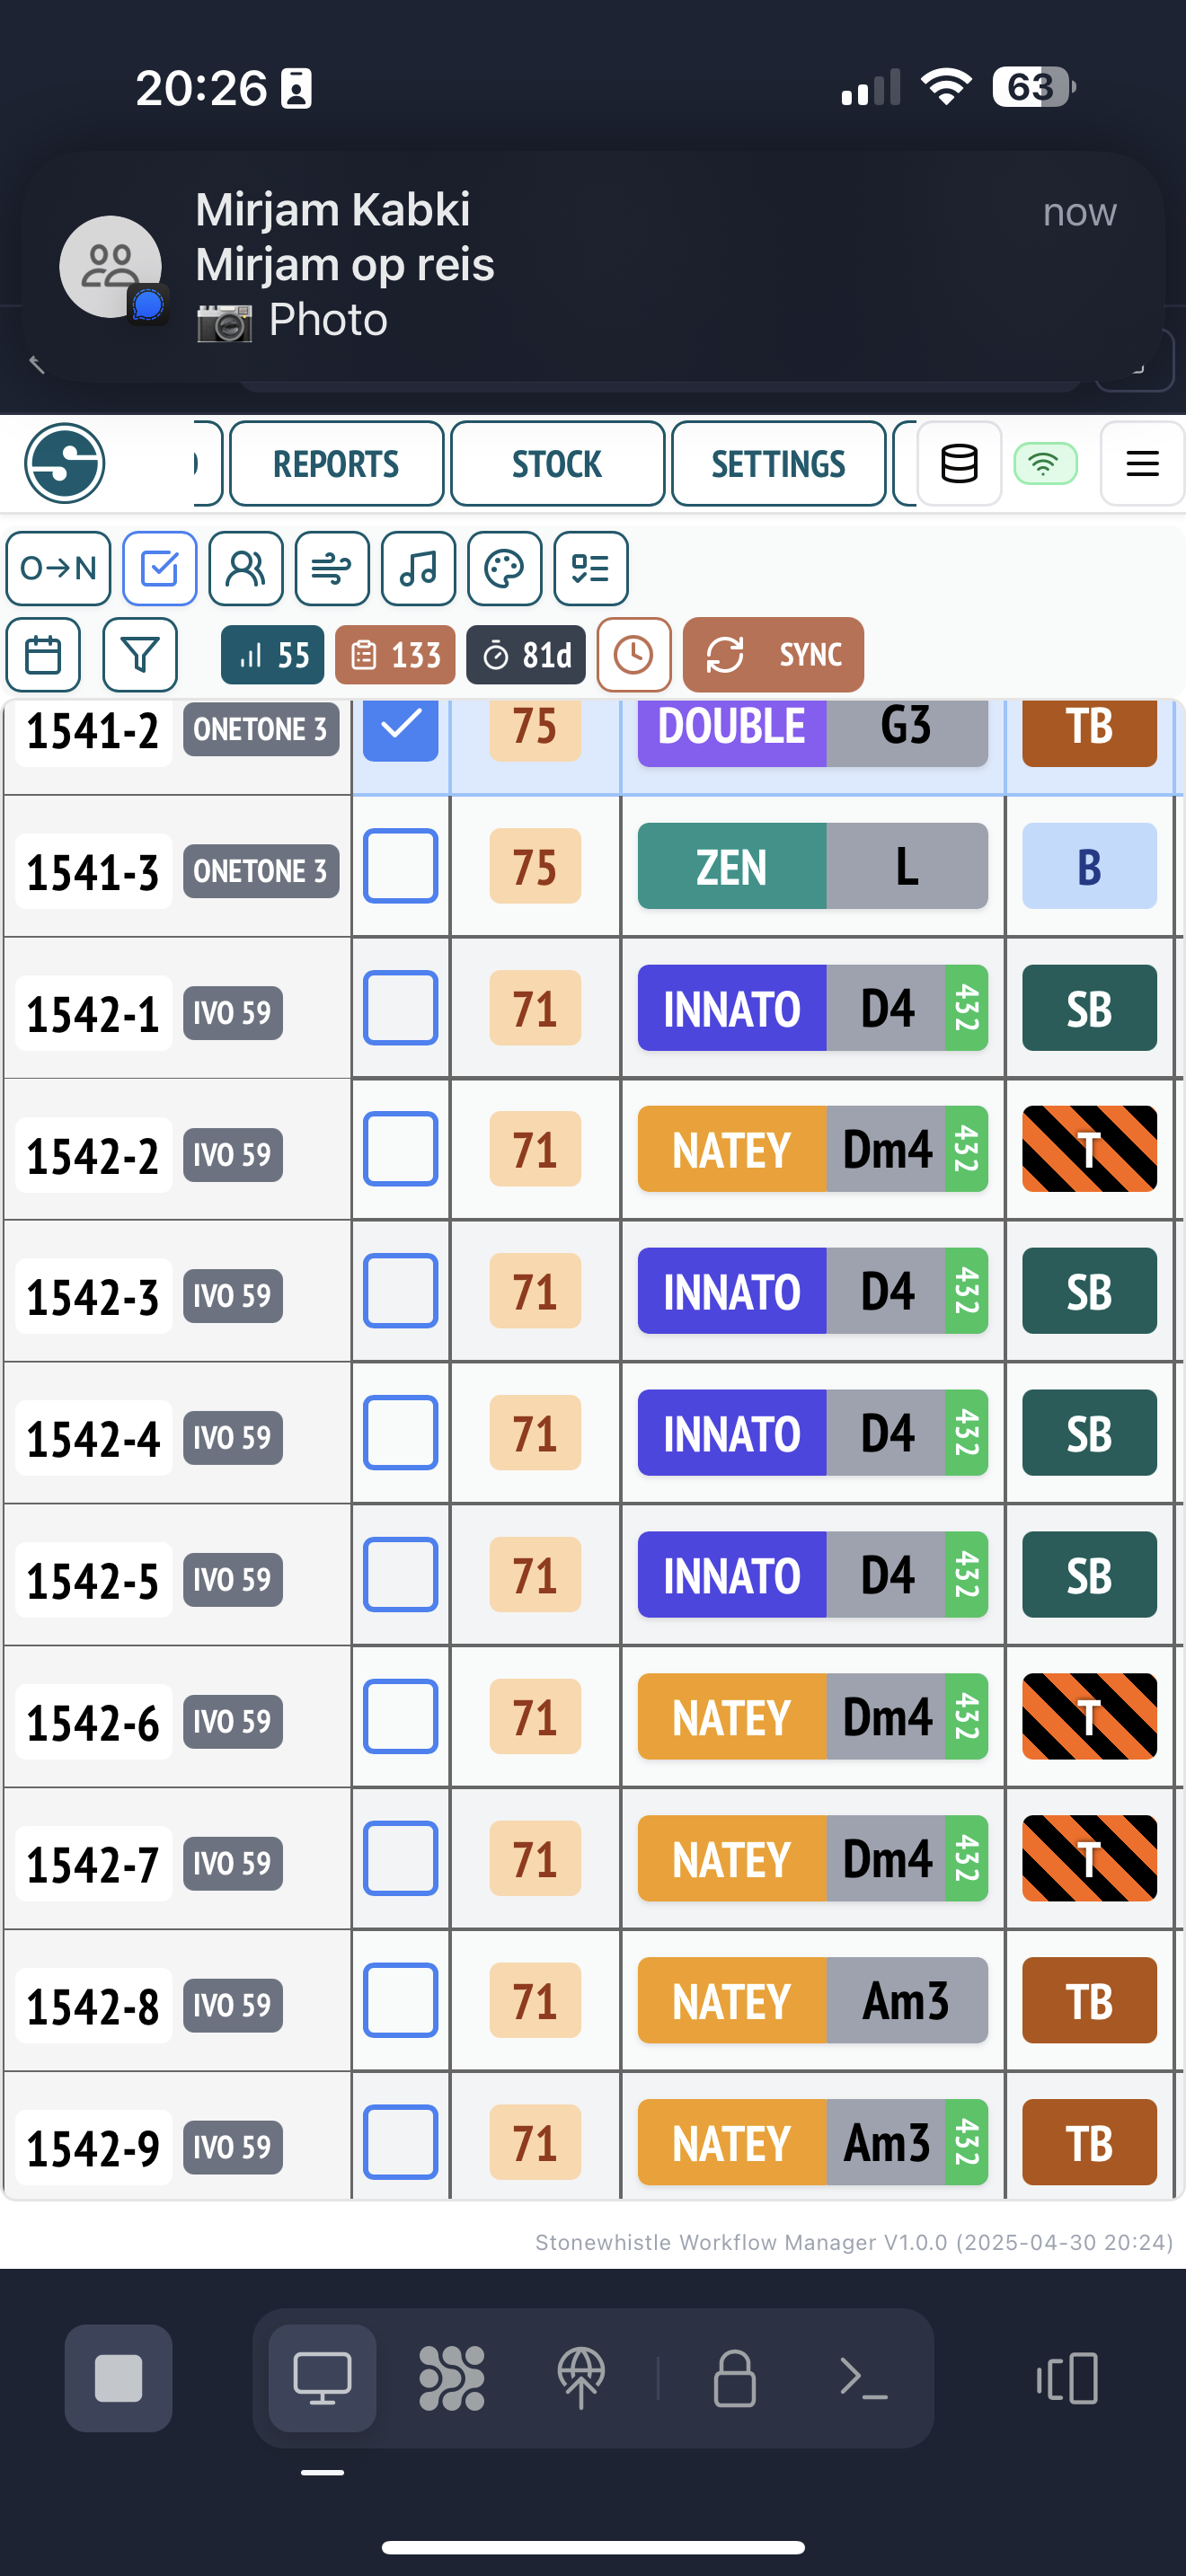 20:26 63
Mirjam Kabki now
Mirjam op reis
Photo
REPORTS STOCK SETTINGS
O→N
55 133 81d SYNC
1541-2 ONETONE 3 75 DOUBLE G3 TB
1541-3 ONETONE 3 75 ZEN L B
1542-1 IVO 59 71 INNATO D4 432 SB
1542-2 IVO 59 71 NATEY Dm4 432 T
1542-3 IVO 59 71 INNATO D4 432 SB
1542-4 IVO 59 71 INNATO D4 432 SB
1542-5 IVO 59 71 INNATO D4 432 SB
1542-6 IVO 59 71 NATEY Dm4 432 T
1542-7 IVO 59 71 NATEY Dm4 432 T
1542-8 IVO 59 71 NATEY Am3 TB
1542-9 IVO 59 71 NATEY Am3 432 TB
Stonewhistle Workflow Manager V1.0.0 (2025-04-30 20:24)